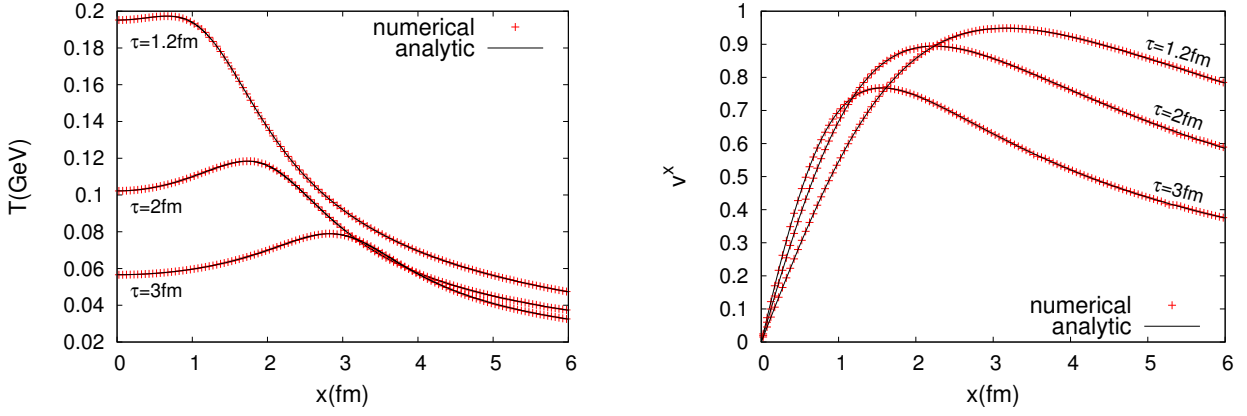 0.2
0.18
0.16
0.14
0.12
0.1
0.08
0.06
0.04
0.02
T(GeV)
numerical
analytic
τ=1.2fm
τ=2fm
τ=3fm
0 1 2 3 4 5 6
x(fm)
1
0.9
0.8
0.7
0.6
0.5
0.4
0.3
0.2
0.1
0
v^x
τ=1.2fm
τ=2fm
τ=3fm
numerical
analytic
0 1 2 3 4 5 6
x(fm)